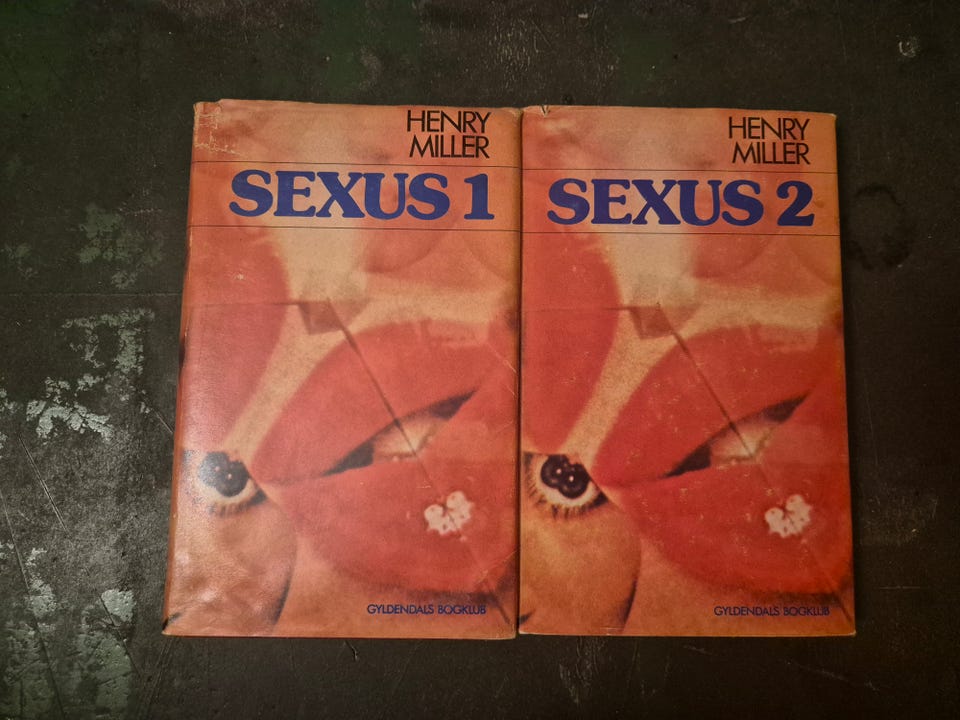 HENRY
MILLER
SEXUS 1
GYLDENDALS BOGKLUB
HENRY
MILLER
SEXUS 2
GYLDENDALS BOGKLUB